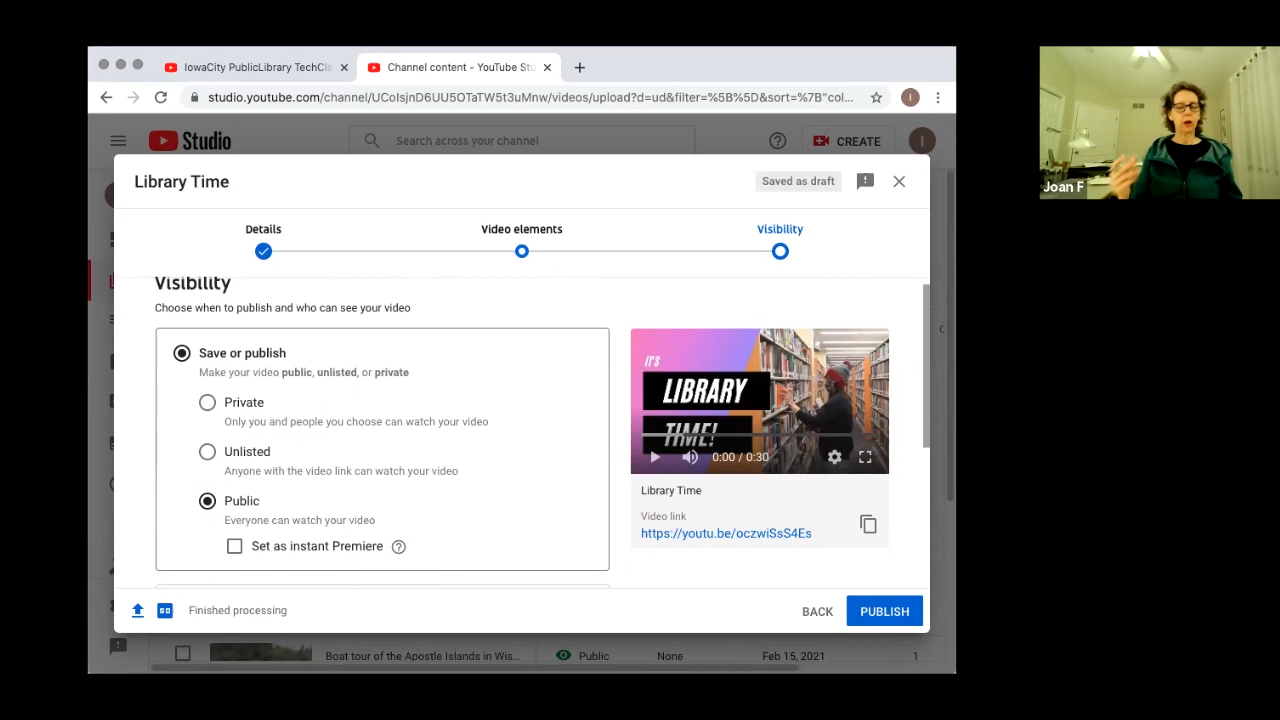 IowaCity PublicLibrary TechCla
Channel content - YouTube Stu
studio.youtube.com/channel/UCoIsjnD6UU5OTaTW5t3uMnw/videos/upload?d=ud&filter=%5B%5D&sort=%7B"col...
Studio
Search across your channel
CREATE
I
Library Time
Saved as draft
Details
Video elements
Visibility
Visibility
Choose when to publish and who can see your video
Save or publish
Make your video public, unlisted, or private
Private
Only you and people you choose can watch your video
Unlisted
Anyone with the video link can watch your video
Public
Everyone can watch your video
Set as instant Premiere
IT'S
LIBRARY
TIME!
0:00 / 0:30
Library Time
Video link
https://youtu.be/oczwiSsS4Es
Finished processing
BACK
PUBLISH
Boat tour of the Apostle Islands in Wis...
Public
None
Feb 15, 2021
1
Joan F